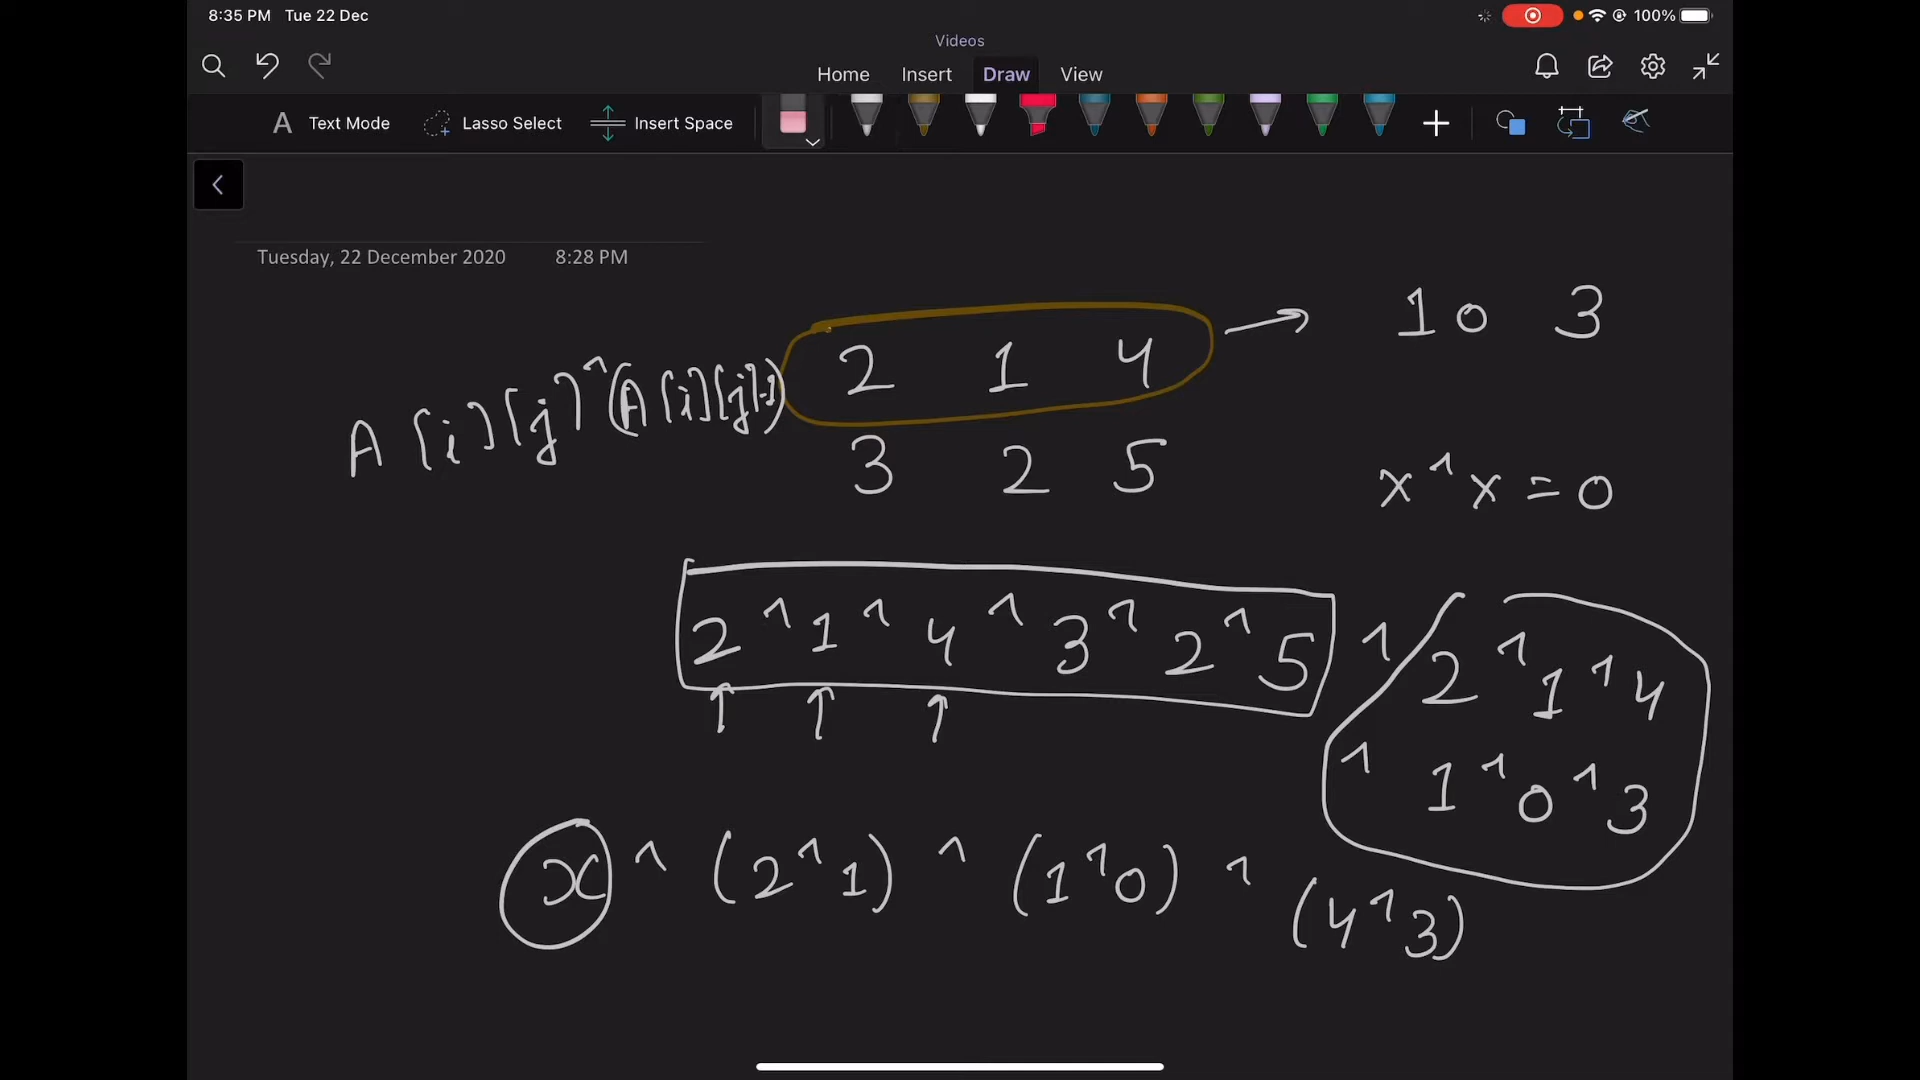 8:35 PM Tue 22 Dec
100%
Videos
Home Insert Draw View
Text Mode Lasso Select Insert Space
Tuesday, 22 December 2020 8:28 PM
1 0 3
2 1 4
A[i][j]^(A[i][j]-1)
3 2 5
x^x=0
2^1^4^3^2^5 ^ 2^1^4
^ 1^0^3
x ^ (2^1) ^ (1^0) ^ (4^3)